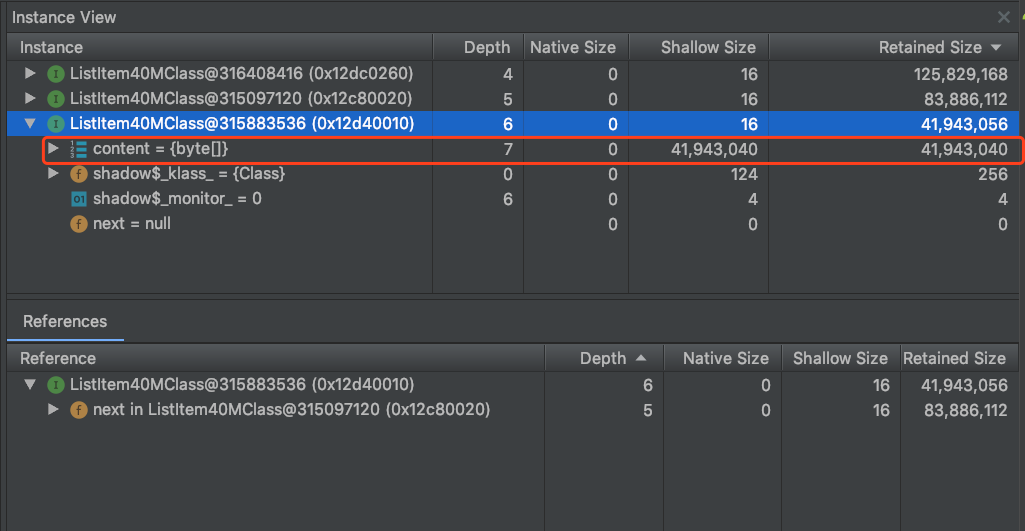 Instance View
Instance Depth Native Size Shallow Size Retained Size
ListItem40MClass@316408416 (0x12dc0260) 4 0 16 125,829,168
ListItem40MClass@315097120 (0x12c80020) 5 0 16 83,886,112
ListItem40MClass@315883536 (0x12d40010) 6 0 16 41,943,056
content = {byte[]} 7 0 41,943,040 41,943,040
shadow$_klass_ = {Class} 0 0 124 256
shadow$_monitor_ = 0 6 0 4 4
next = null 0 0 0
References
Reference Depth Native Size Shallow Size Retained Size
ListItem40MClass@315883536 (0x12d40010) 6 0 16 41,943,056
next in ListItem40MClass@315097120 (0x12c80020) 5 0 16 83,886,112